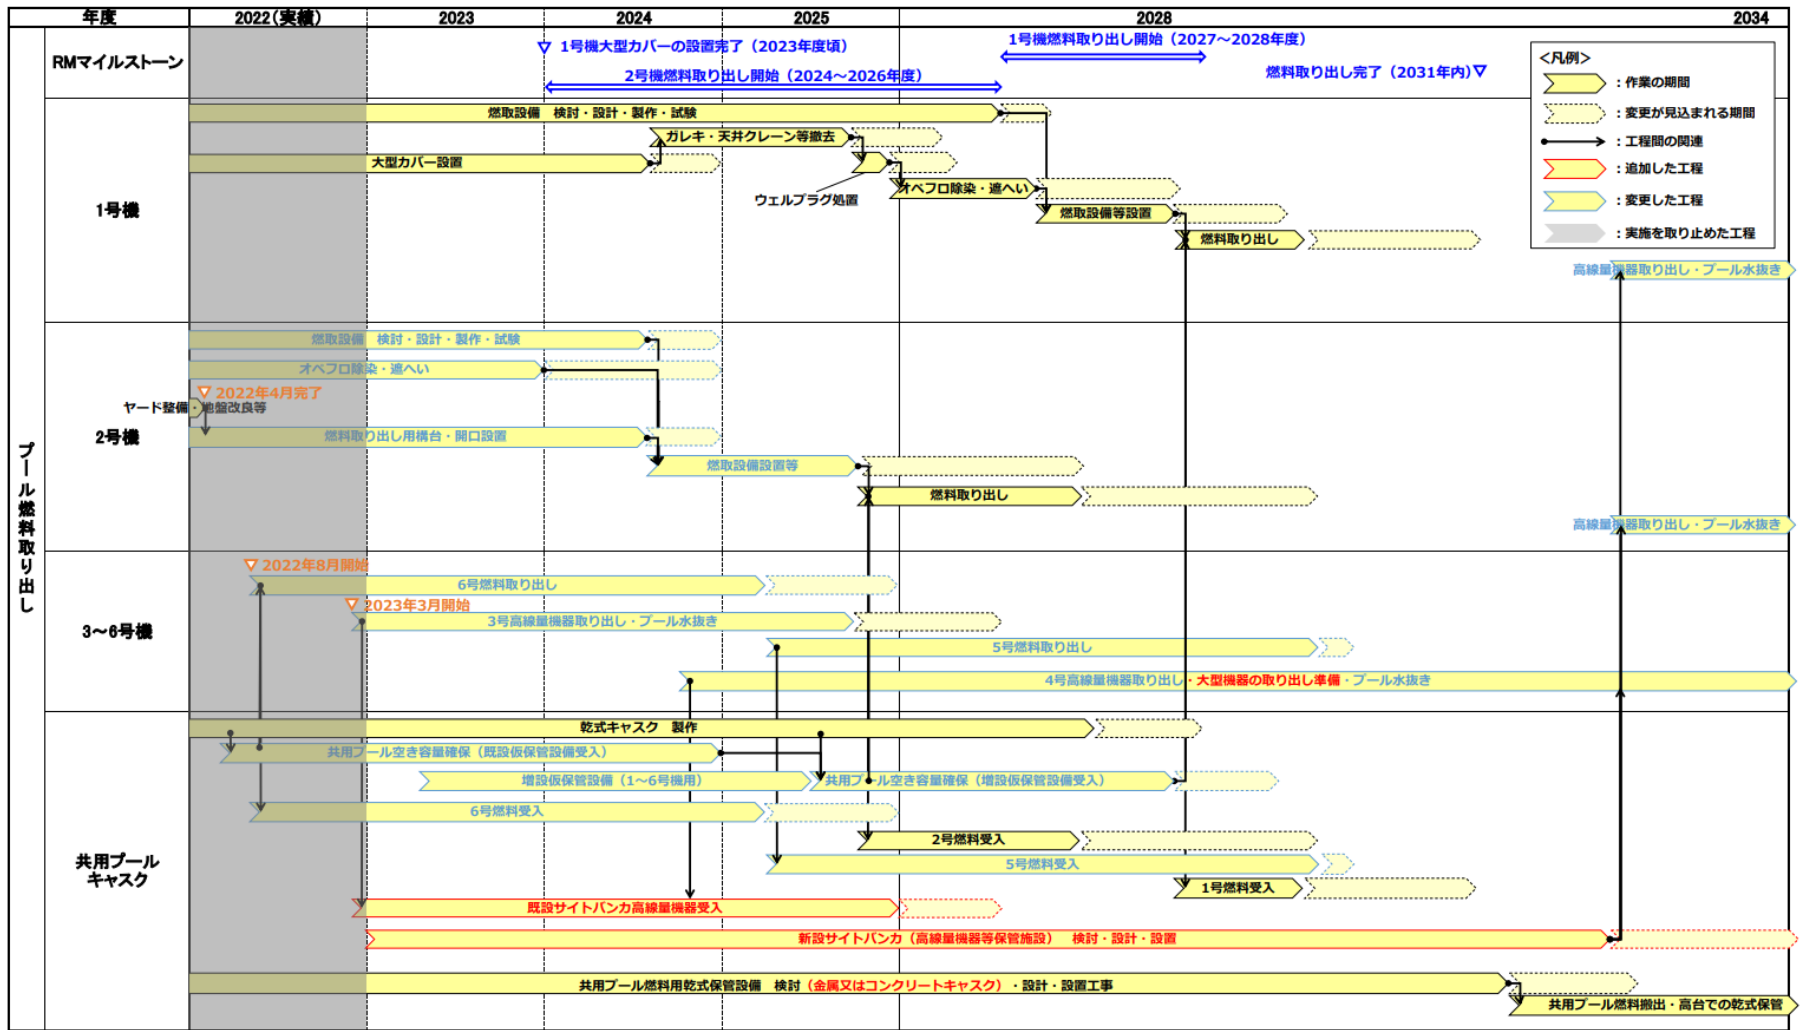 年度 2022(実績) 2023 2024 2025 2028 2034
プール燃料取り出し
RMマイルストーン
1号機大型カバーの設置完了（2023年度頃）
1号機燃料取り出し開始（2027～2028年度）
2号機燃料取り出し開始（2024～2026年度）
燃料取り出し完了（2031年内）
＜凡例＞
：作業の期間
：変更が見込まれる期間
：工程間の関連
：追加した工程
：変更した工程
：実施を取り止めた工程
1号機
燃取設備　検討・設計・製作・試験
ガレキ・天井クレーン等撤去
大型カバー設置
ウェルプラグ処置
オペフロ除染・遮へい
燃取設備等設置
燃料取り出し
高線量機器取り出し・プール水抜き
2号機
燃取設備　検討・設計・製作・試験
オペフロ除染・遮へい
2022年4月完了
ヤード整備・地盤改良等
燃料取り出し用構台・開口設置
燃取設備設置等
燃料取り出し
高線量機器取り出し・プール水抜き
3～6号機
2022年8月開始
6号燃料取り出し
2023年3月開始
3号高線量機器取り出し・プール水抜き
5号燃料取り出し
4号高線量機器取り出し・大型機器の取り出し準備・プール水抜き
共用プール
キャスク
乾式キャスク　製作
共用プール空き容量確保（既設仮保管設備受入）
増設仮保管設備（1～6号機用）
共用プール空き容量確保（増設仮保管設備受入）
6号燃料受入
2号燃料受入
5号燃料受入
1号燃料受入
既設サイトバンカ高線量機器受入
新設サイトバンカ（高線量機器等保管施設）　検討・設計・設置
共用プール燃料用乾式保管設備　検討（金属又はコンクリートキャスク）・設計・設置工事
共用プール燃料搬出・高台での乾式保管